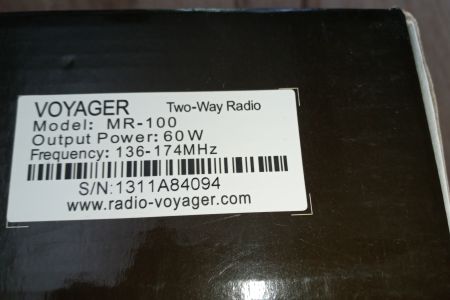 VOYAGER Two-Way Radio
Model: MR-100
Output Power: 60W
Frequency: 136-174MHz
S/N:1311A84094
www.radio-voyager.com